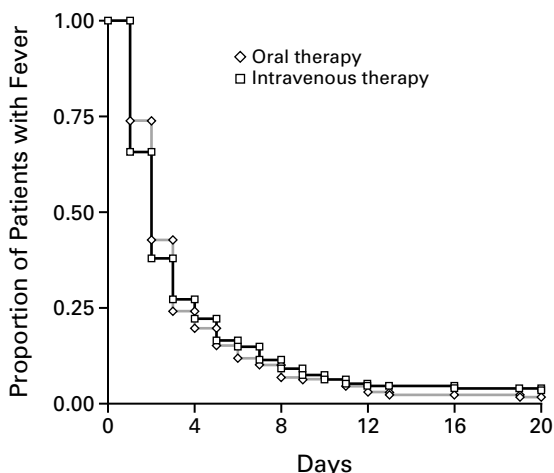 Proportion of Patients with Fever
1.00
0.75
0.50
0.25
0.00
Oral therapy
Intravenous therapy
0 4 8 12 16 20
Days